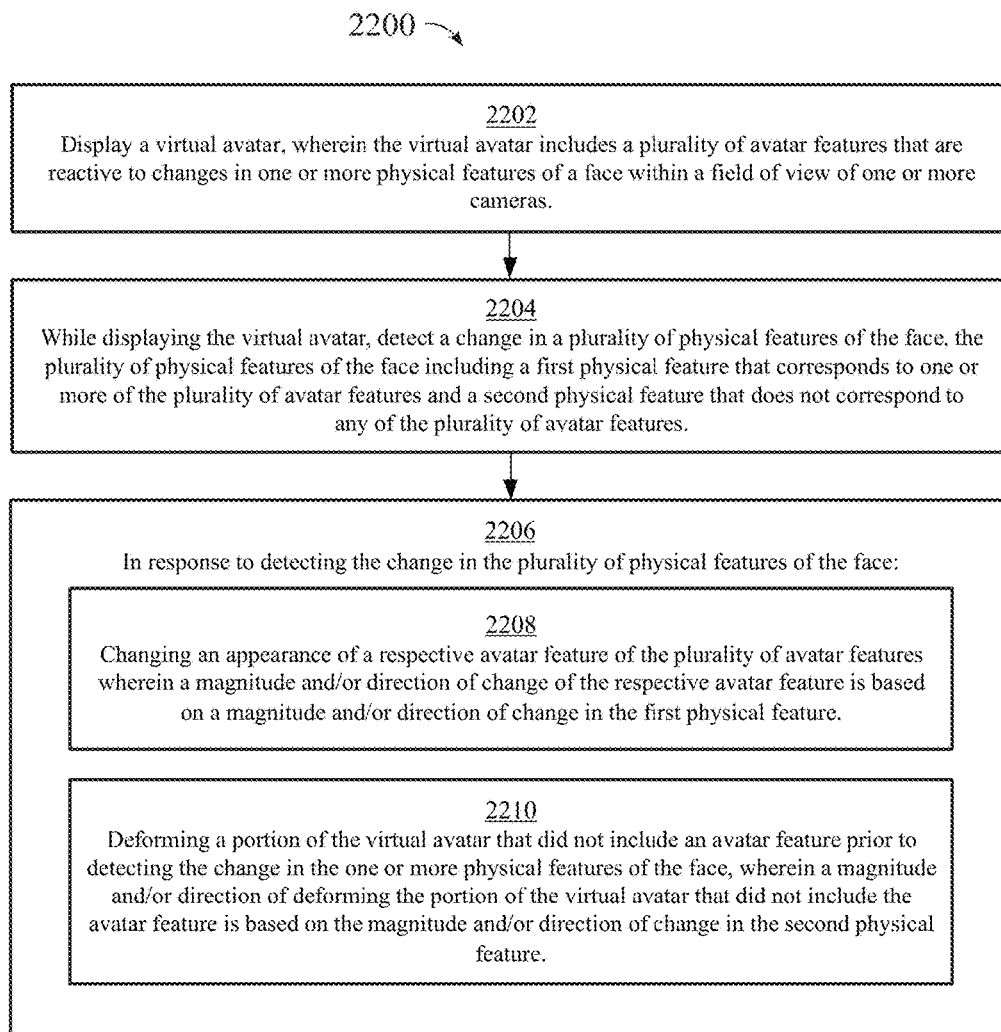 2200
2202
Display a virtual avatar, wherein the virtual avatar includes a plurality of avatar features that are
reactive to changes in one or more physical features of a face within a field of view of one or more
cameras.
2204
While displaying the virtual avatar, detect a change in a plurality of physical features of the face, the
plurality of physical features of the face including a first physical feature that corresponds to one or
more of the plurality of avatar features and a second physical feature that does not correspond to
any of the plurality of avatar features.
2206
In response to detecting the change in the plurality of physical features of the face:
2208
Changing an appearance of a respective avatar feature of the plurality of avatar features
wherein a magnitude and/or direction of change of the respective avatar feature is based
on a magnitude and/or direction of change in the first physical feature.
2210
Deforming a portion of the virtual avatar that did not include an avatar feature prior to
detecting the change in the one or more physical features of the face, wherein a magnitude
and/or direction of deforming the portion of the virtual avatar that did not include the
avatar feature is based on the magnitude and/or direction of change in the second physical
feature.